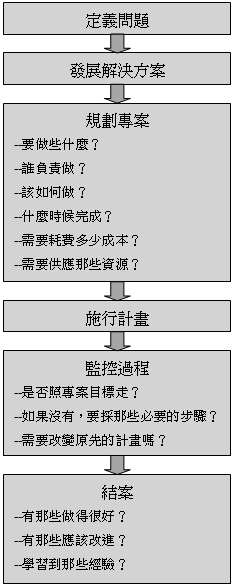 定義問題
發展解決方案
規劃專案
--要做些什麼？
--誰負責做？
--該如何做？
--什麼時候完成？
--需要耗費多少成本？
--需要供應那些資源？
施行計畫
監控過程
--是否照專案目標走？
--如果沒有，要採那些必要的步驟？
--需要改變原先的計畫嗎？
結案
--有那些做得很好？
--有那些應該改進？
--學習到那些經驗？